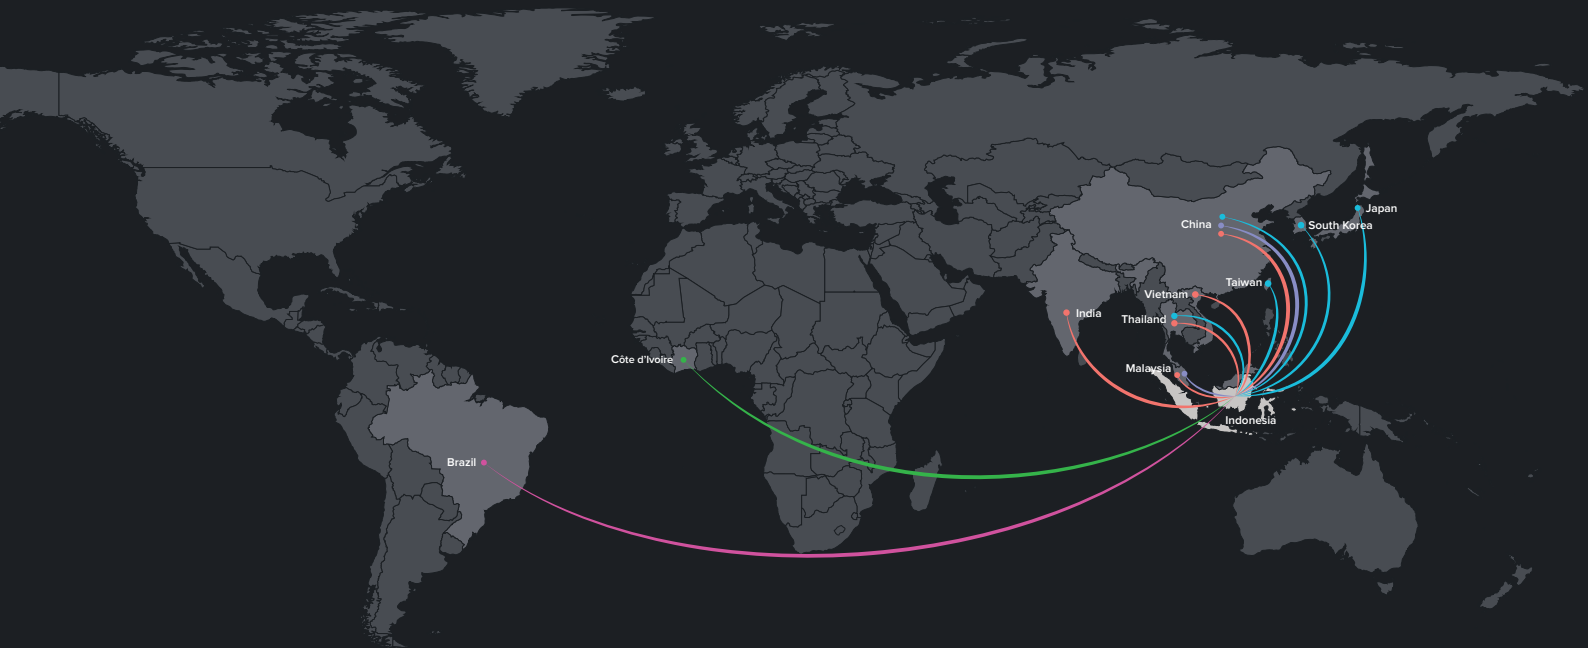 Japan
China
South Korea
Taiwan
Vietnam
India
Thailand
Côte d'Ivoire
Malaysia
Indonesia
Brazil